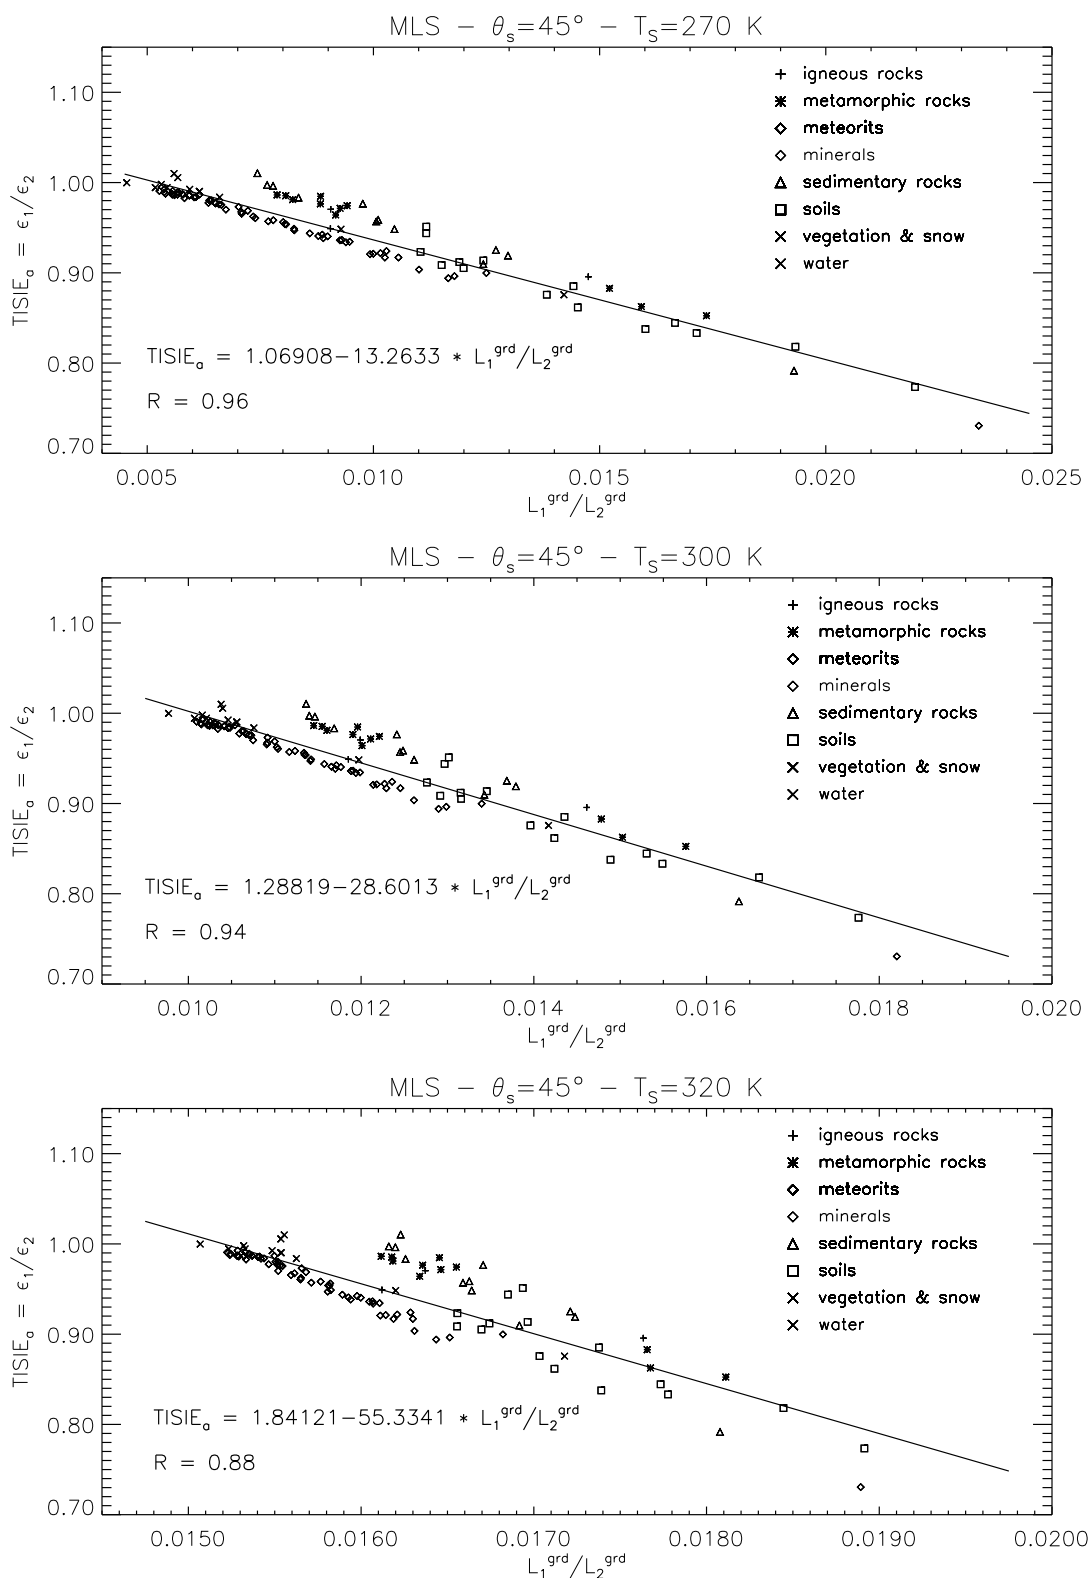 MLS − θs=45° − TS=270 K
1.10
1.00
0.90
0.80
0.70
TISIEa = ϵ1/ϵ2
igneous rocks
metamorphic rocks
meteorits
minerals
sedimentary rocks
soils
vegetation & snow
water
TISIEa = 1.06908−13.2633 * L1grd/L2grd
R = 0.96
0.005 0.010 0.015 0.020 0.025
L1grd/L2grd
MLS − θs=45° − TS=300 K
1.10
1.00
0.90
0.80
0.70
TISIEa = ϵ1/ϵ2
igneous rocks
metamorphic rocks
meteorits
minerals
sedimentary rocks
soils
vegetation & snow
water
TISIEa = 1.28819−28.6013 * L1grd/L2grd
R = 0.94
0.010 0.012 0.014 0.016 0.018 0.020
L1grd/L2grd
MLS − θs=45° − TS=320 K
1.10
1.00
0.90
0.80
0.70
TISIEa = ϵ1/ϵ2
igneous rocks
metamorphic rocks
meteorits
minerals
sedimentary rocks
soils
vegetation & snow
water
TISIEa = 1.84121−55.3341 * L1grd/L2grd
R = 0.88
0.0150 0.0160 0.0170 0.0180 0.0190 0.0200
L1grd/L2grd